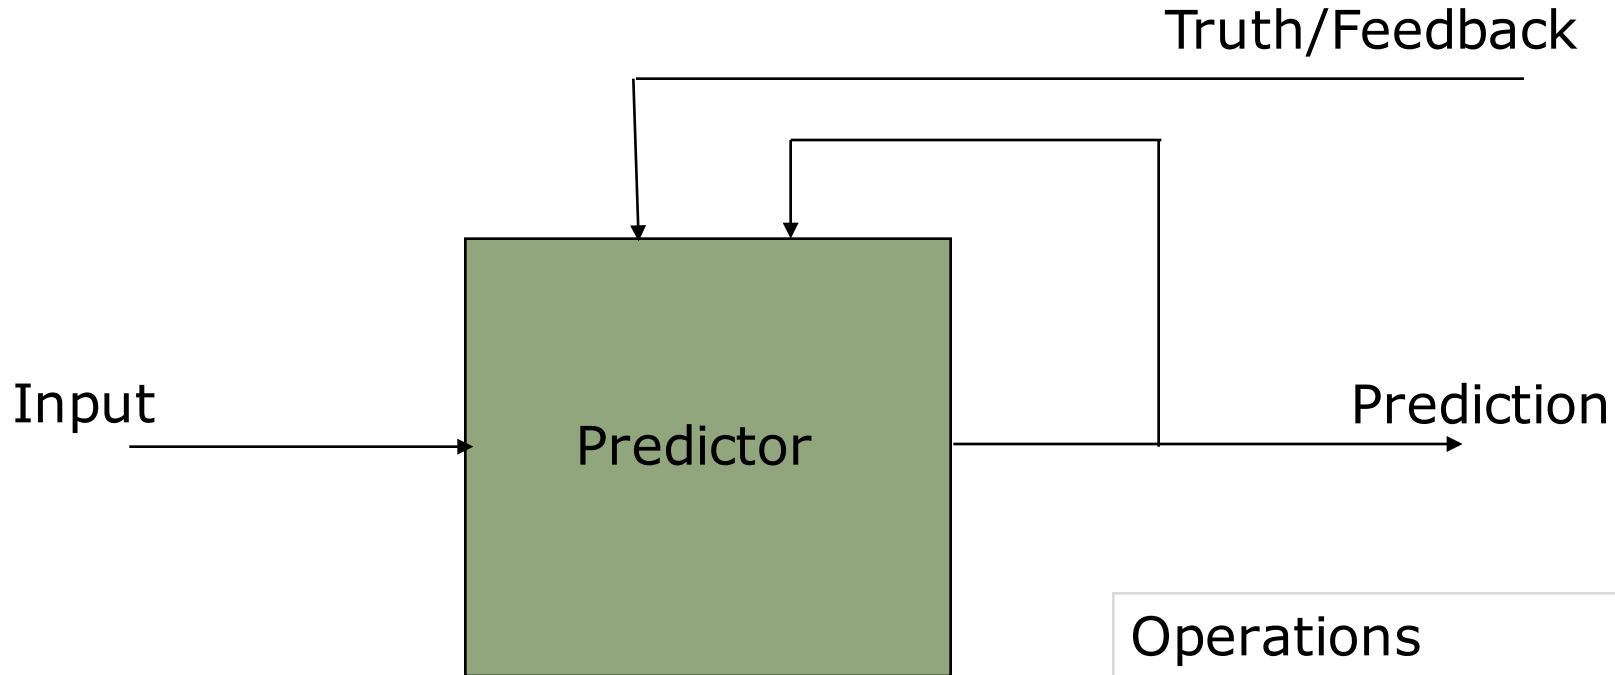 Truth/Feedback
Input
Prediction
Predictor
Operations